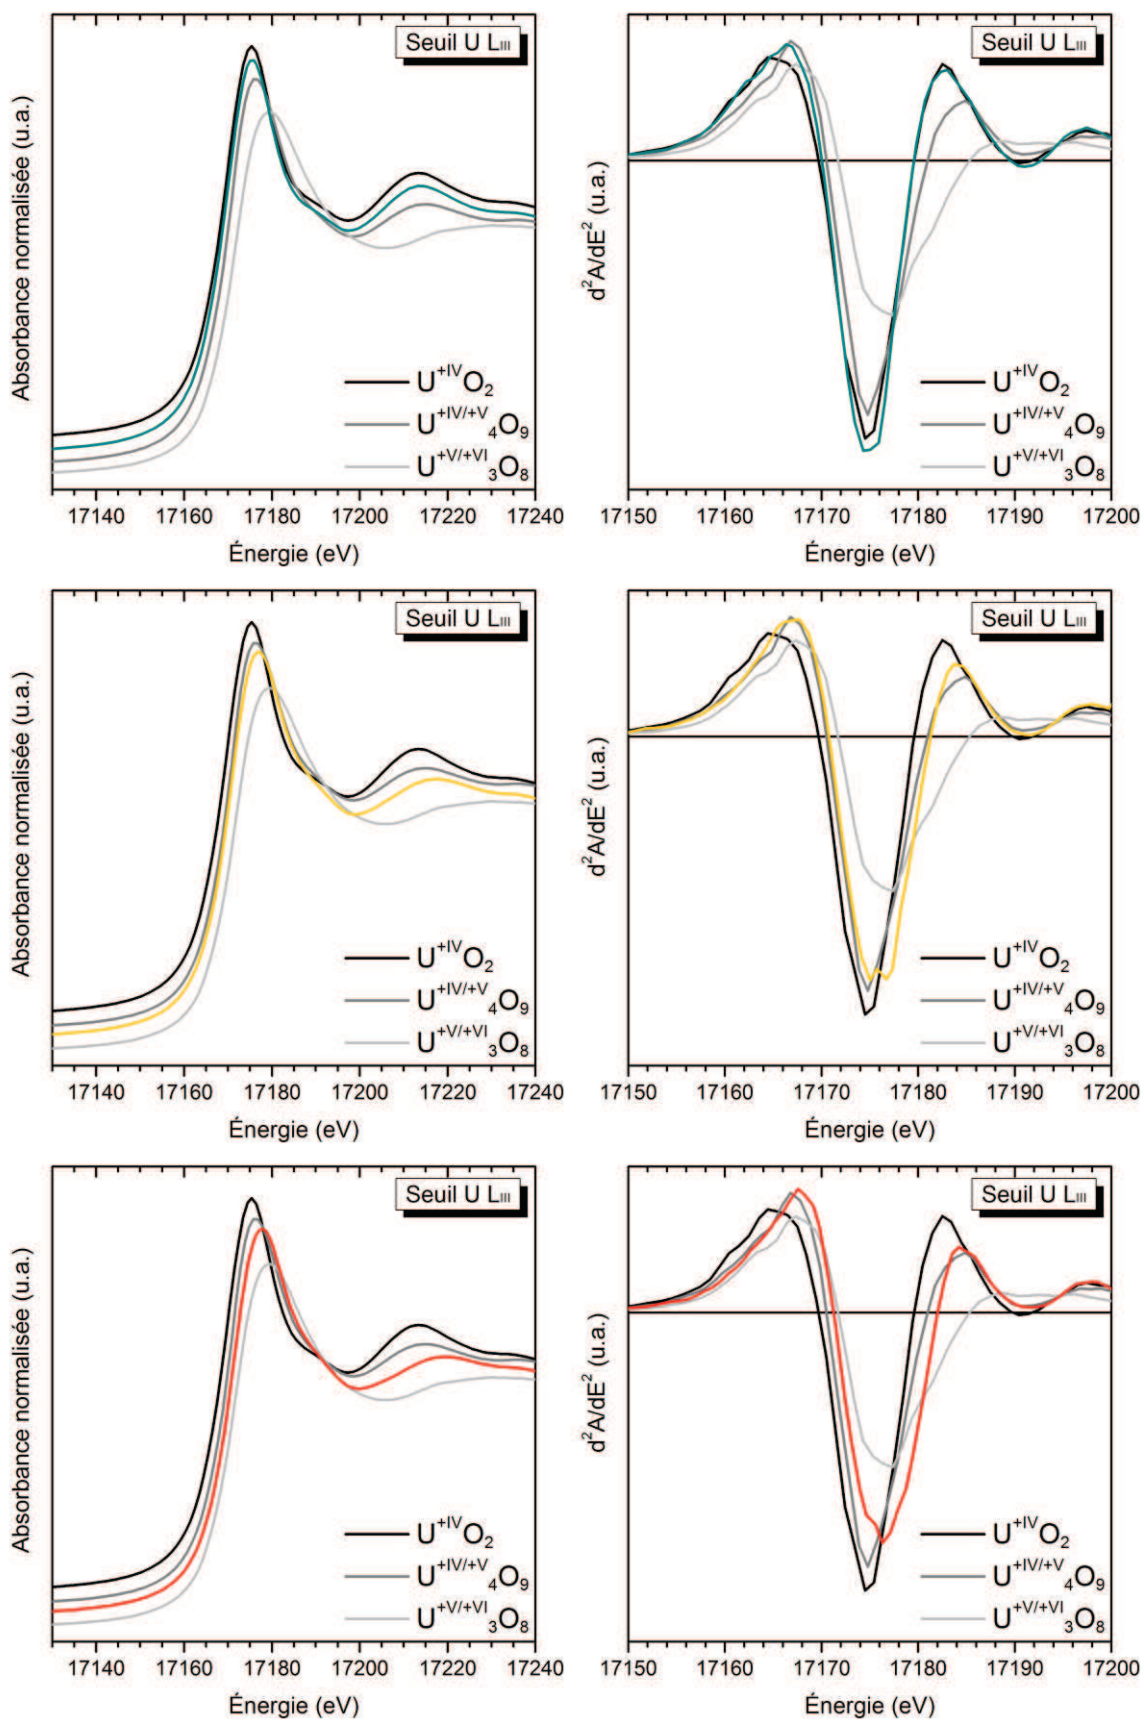 Seuil U LIII
Absorbance normalisée (u.a.)
U+IVO2
U+IV/+V4O9
U+V/+VI3O8
17140 17160 17180 17200 17220 17240
Énergie (eV)
Seuil U LIII
d2A/dE2 (u.a.)
U+IVO2
U+IV/+V4O9
U+V/+VI3O8
17150 17160 17170 17180 17190 17200
Énergie (eV)
Seuil U LIII
Absorbance normalisée (u.a.)
U+IVO2
U+IV/+V4O9
U+V/+VI3O8
17140 17160 17180 17200 17220 17240
Énergie (eV)
Seuil U LIII
d2A/dE2 (u.a.)
U+IVO2
U+IV/+V4O9
U+V/+VI3O8
17150 17160 17170 17180 17190 17200
Énergie (eV)
Seuil U LIII
Absorbance normalisée (u.a.)
U+IVO2
U+IV/+V4O9
U+V/+VI3O8
17140 17160 17180 17200 17220 17240
Énergie (eV)
Seuil U LIII
d2A/dE2 (u.a.)
U+IVO2
U+IV/+V4O9
U+V/+VI3O8
17150 17160 17170 17180 17190 17200
Énergie (eV)